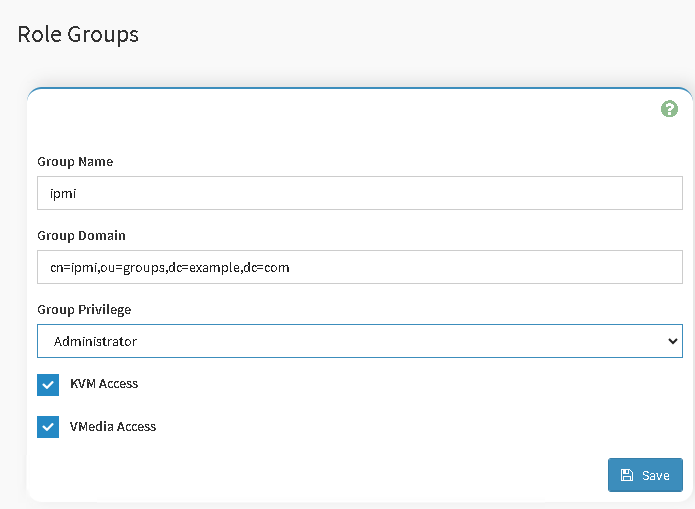 Role Groups
?
Group Name
ipmi
Group Domain
cn=ipmi,ou=groups,dc=example,dc=com
Group Privilege
Administrator
KVM Access
VMedia Access
Save